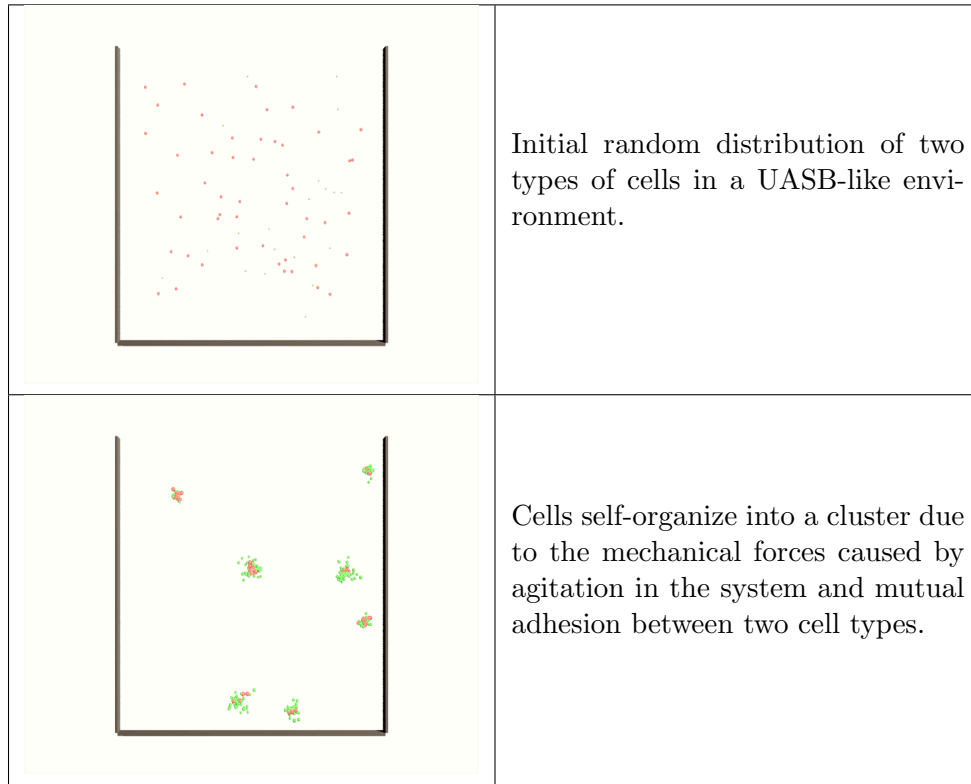 Initial random distribution of two
types of cells in a UASB-like envi-
ronment.
Cells self-organize into a cluster due
to the mechanical forces caused by
agitation in the system and mutual
adhesion between two cell types.